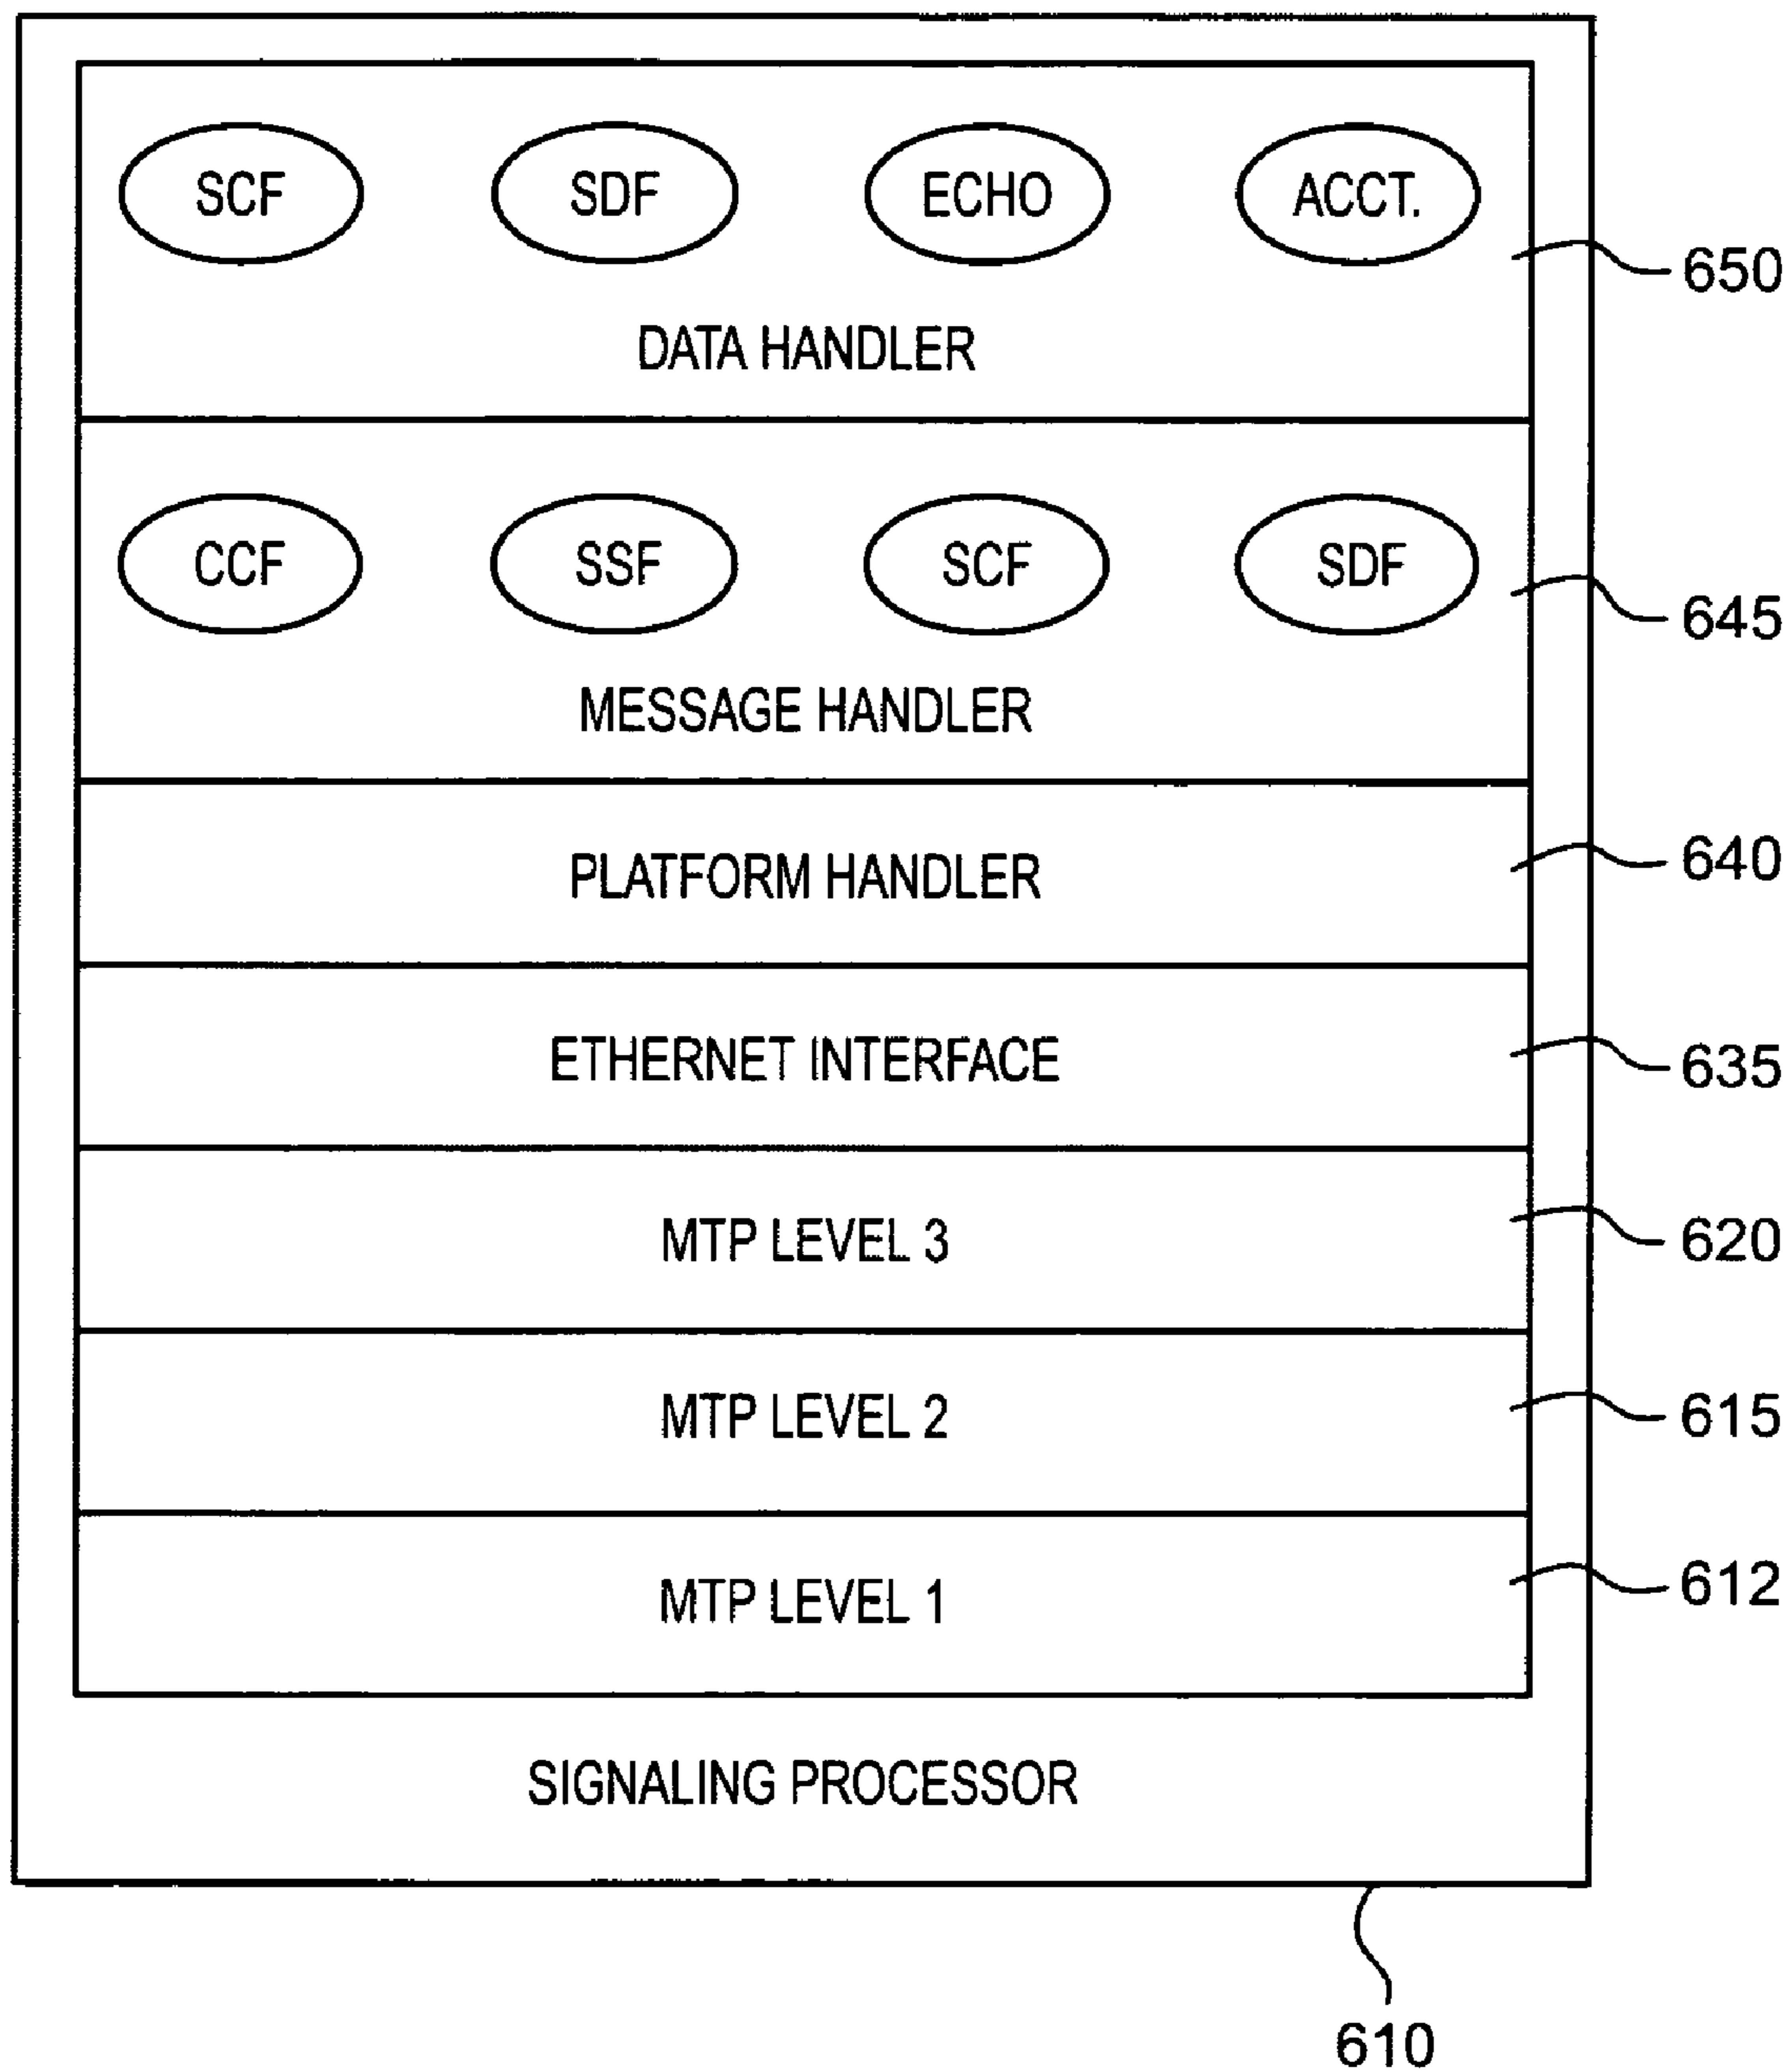 SCF SDF ECHO ACCT.
650
DATA HANDLER
CCF SSF SCF SDF
645
MESSAGE HANDLER
PLATFORM HANDLER 640
ETHERNET INTERFACE 635
MTP LEVEL 3 620
MTP LEVEL 2 615
MTP LEVEL 1 612
SIGNALING PROCESSOR
610